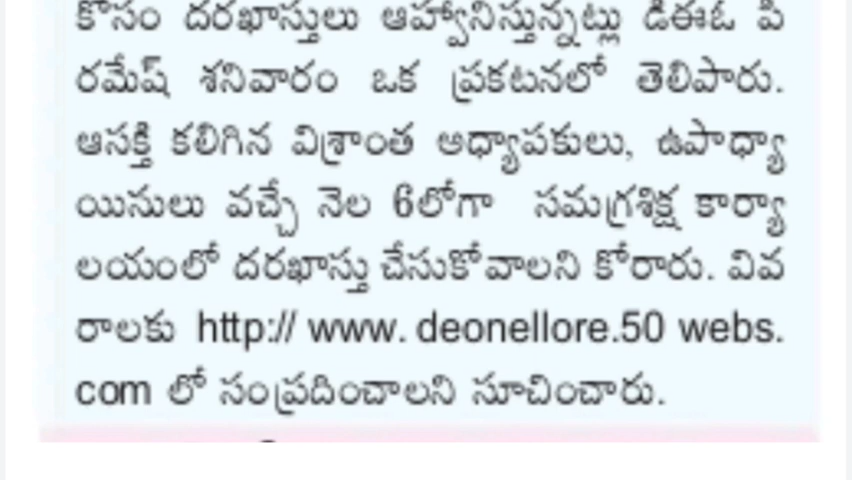 కోసం దరఖాస్తులు ఆహ్వానిస్తున్నట్లు డీఈఓ పి
రమేష్ శనివారం ఒక ప్రకటనలో తెలిపారు.
ఆసక్తి కలిగిన విశ్రాంత అధ్యాపకులు, ఉపాధ్యా
యినులు వచ్చే నెల 6లోగా సమగ్రశిక్ష కార్యా
లయంలో దరఖాస్తు చేసుకోవాలని కోరారు. వివ
రాలకు http:// www. deonellore.50 webs.
com లో సంప్రదించాలని సూచించారు.